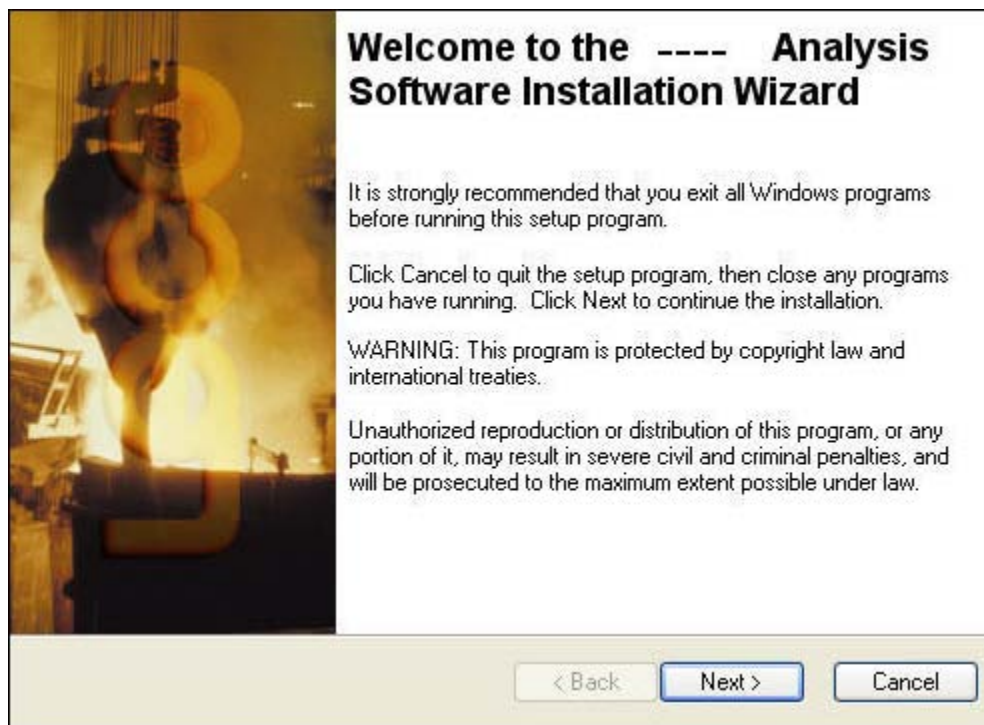 Welcome to the ---- Analysis
Software Installation Wizard
It is strongly recommended that you exit all Windows programs
before running this setup program.
Click Cancel to quit the setup program, then close any programs
you have running. Click Next to continue the installation.
WARNING: This program is protected by copyright law and
international treaties.
Unauthorized reproduction or distribution of this program, or any
portion of it, may result in severe civil and criminal penalties, and
will be prosecuted to the maximum extent possible under law.
< Back
Next >
Cancel